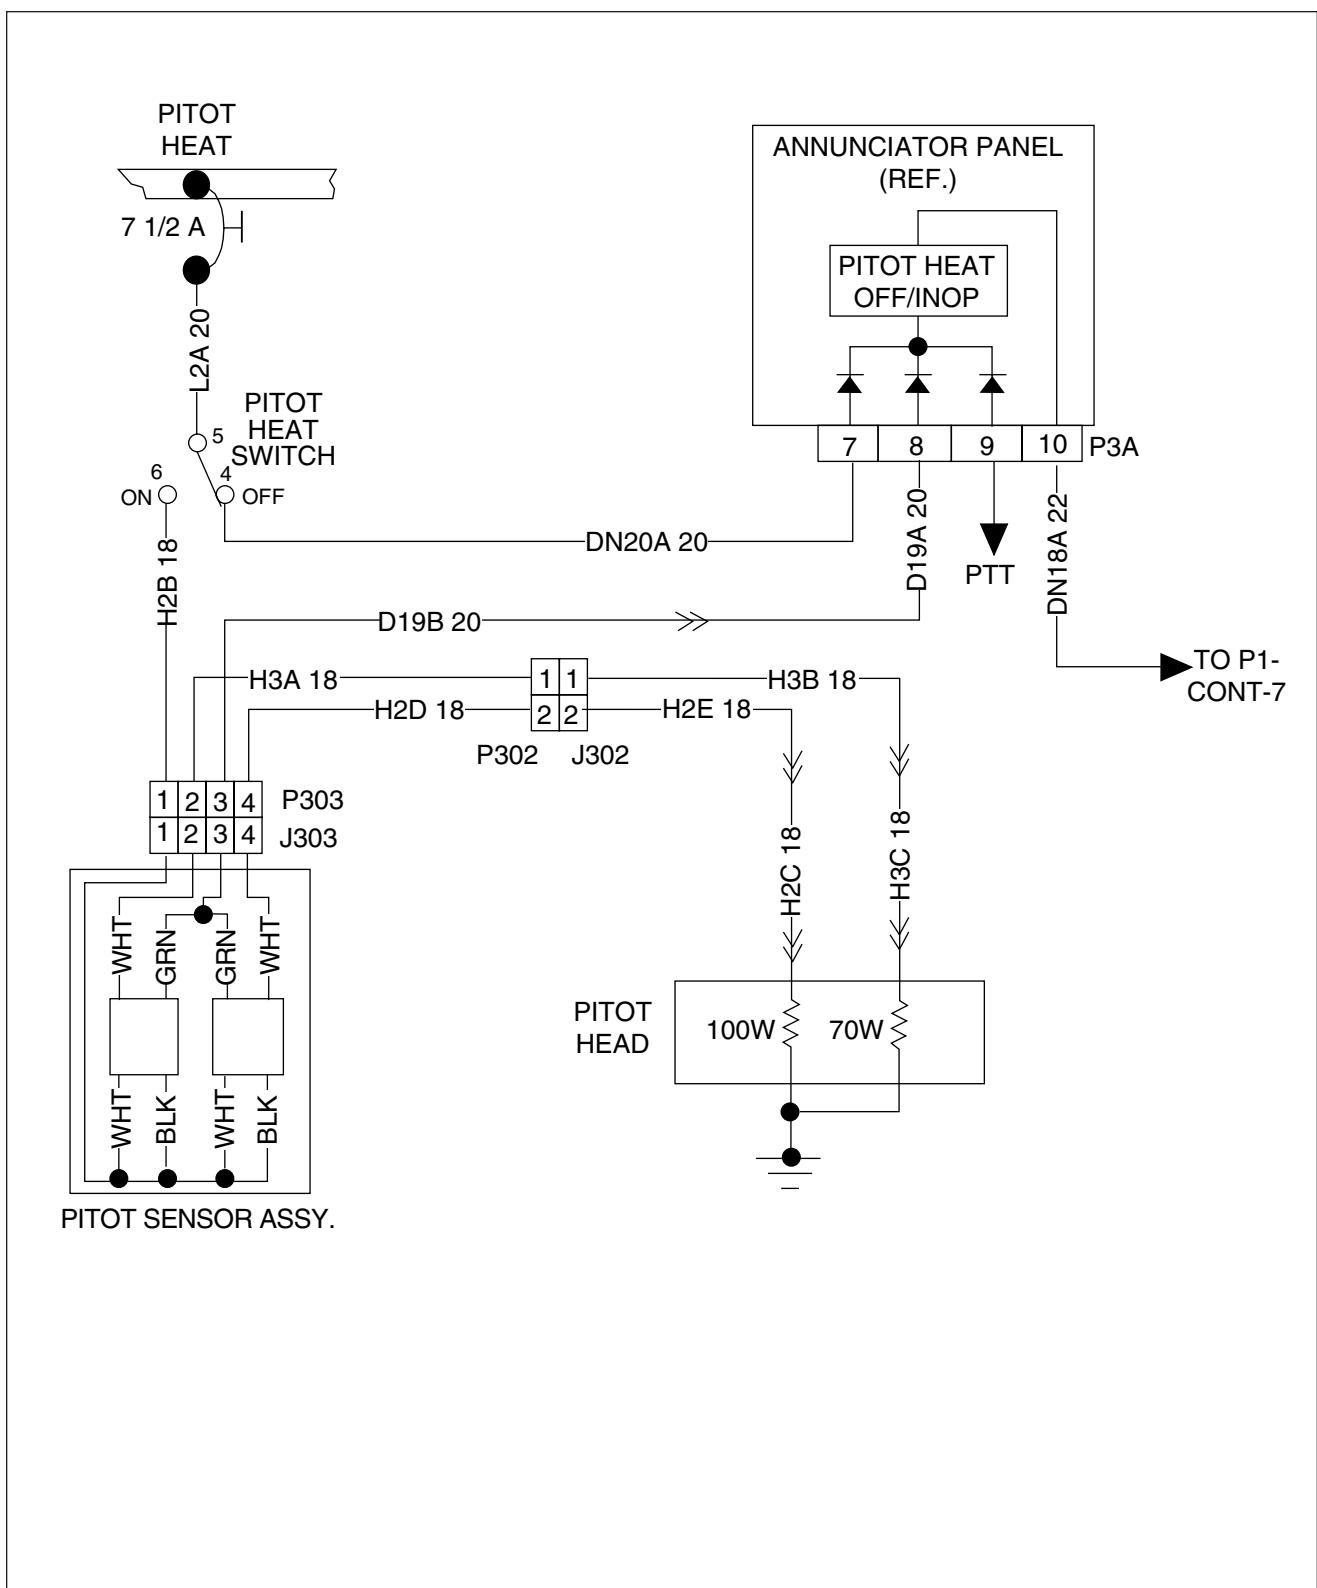 PITOT
HEAT
7 1/2 A
L2A 20
PITOT
HEAT
SWITCH
5
6
4
ON
OFF
H2B 18
ANNUNCIATOR PANEL
(REF.)
PITOT HEAT
OFF/INOP
7 8 9 10 P3A
DN20A 20
D19A 20
PTT
DN18A 22
TO P1-
CONT-7
D19B 20
H3A 18
H2D 18
1 1
2 2
P302 J302
H3B 18
H2E 18
1 2 3 4 P303
1 2 3 4 J303
H2C 18
H3C 18
WHT GRN GRN WHT
WHT BLK WHT BLK
PITOT SENSOR ASSY.
PITOT
HEAD
100W 70W